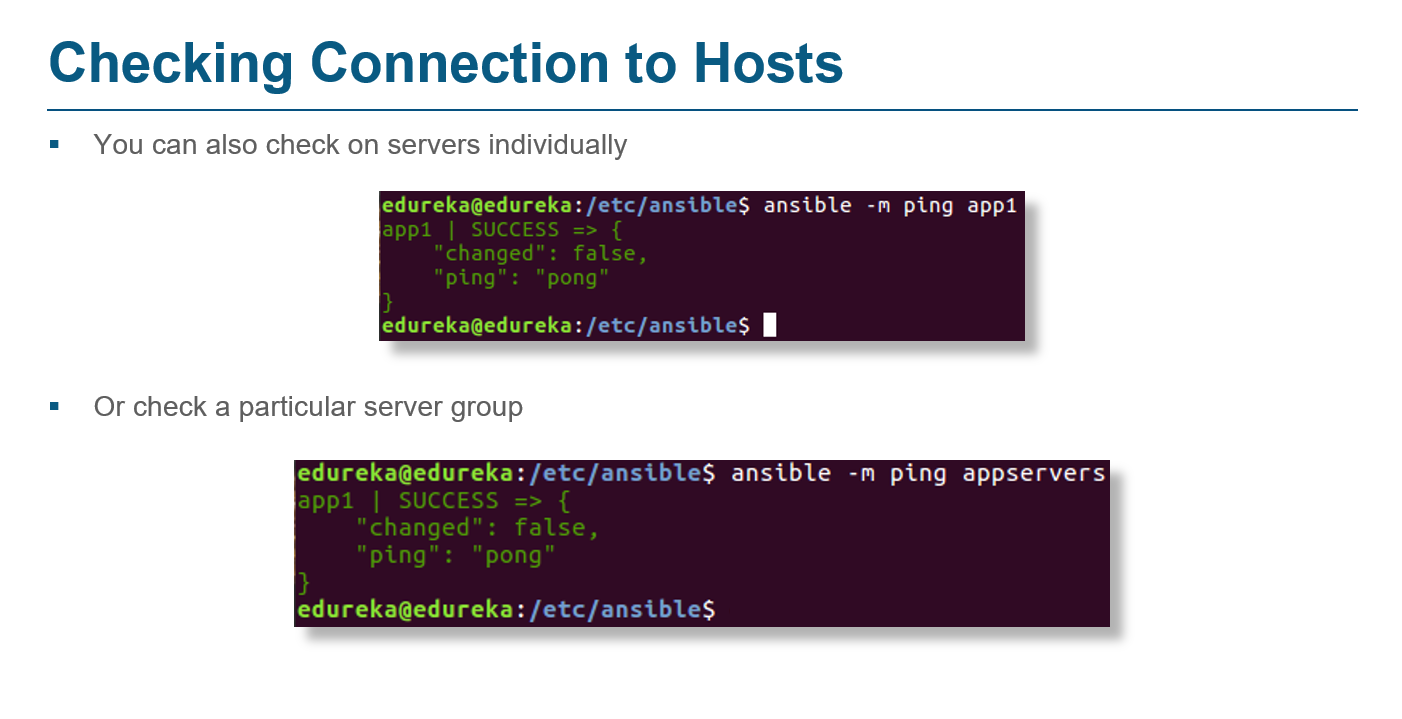 Checking Connection to Hosts
▪ You can also check on servers individually
edureka@edureka:/etc/ansible$ ansible -m ping app1
app1 | SUCCESS => {
    "changed": false,
    "ping": "pong"
}
edureka@edureka:/etc/ansible$
▪ Or check a particular server group
edureka@edureka:/etc/ansible$ ansible -m ping appservers
app1 | SUCCESS => {
    "changed": false,
    "ping": "pong"
}
edureka@edureka:/etc/ansible$